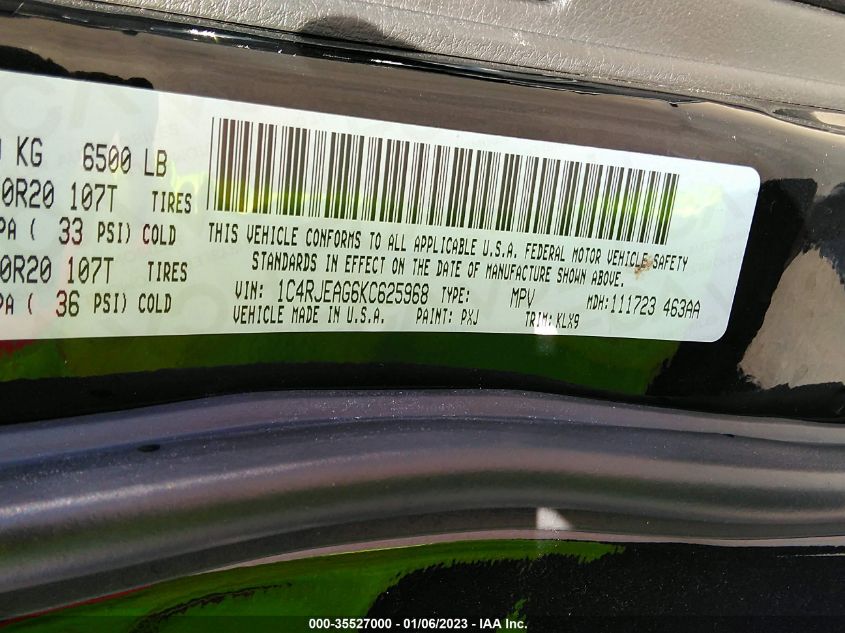 KG 6500 LB
0R20 107T TIRES
PA ( 33 PSI) COLD
0R20 107T TIRES
PA ( 36 PSI) COLD
THIS VEHICLE CONFORMS TO ALL APPLICABLE U.S.A. FEDERAL MOTOR VEHICLE SAFETY
STANDARDS IN EFFECT ON THE DATE OF MANUFACTURE SHOWN ABOVE.
VIN: 1C4RJEAG6KC625968 TYPE: MPV MDH:111723 463AA
VEHICLE MADE IN U.S.A. PAINT: PXJ TRIM: KLX9
000-35527000 - 01/06/2023 - IAA Inc.